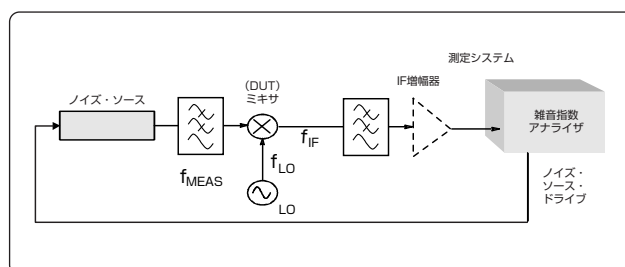 測定システム
IF増幅器
(DUT)
ミキサ
ノイズ・ソース
雑音指数
アナライザ
fIF
fLO
fMEAS
LO
ノイズ・
ソース・
ドライブ